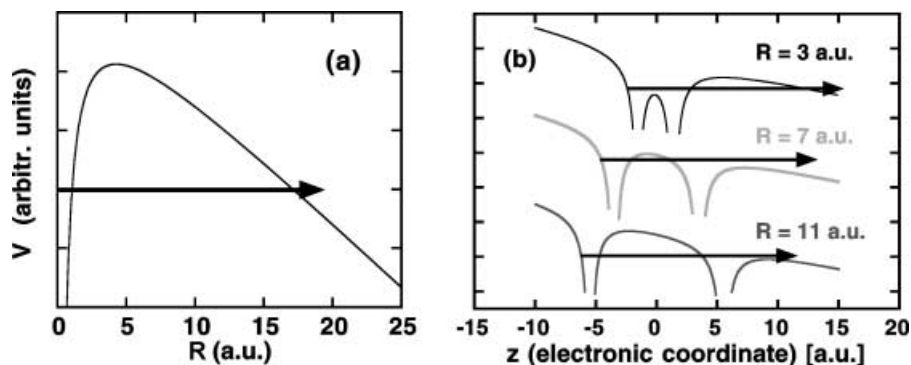 (a)
V (arbitr. units)
0 5 10 15 20 25
R (a.u.)
(b)
R = 3 a.u.
R = 7 a.u.
R = 11 a.u.
-15 -10 -5 0 5 10 15 20
z (electronic coordinate) [a.u.]